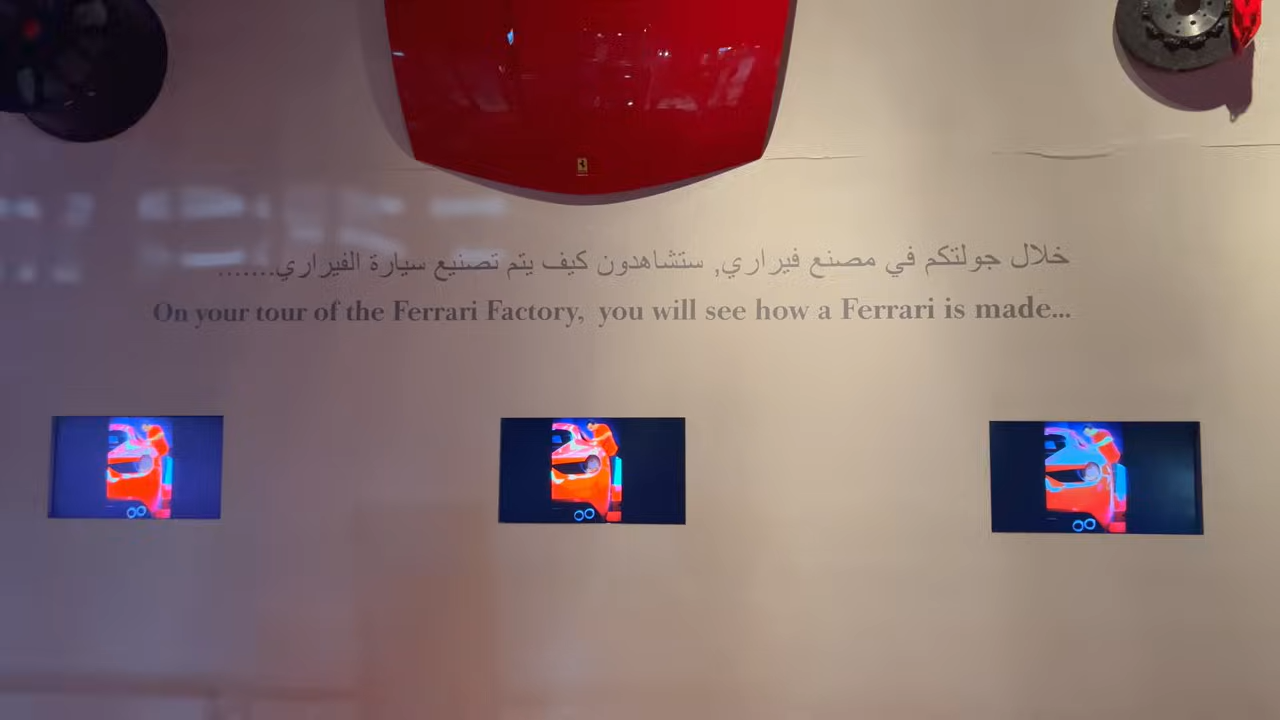 خلال جولتكم في مصنع فيراري, ستشاهدون كيف يتم تصنيع سيارة الفيراري.......
On your tour of the Ferrari Factory, you will see how a Ferrari is made...